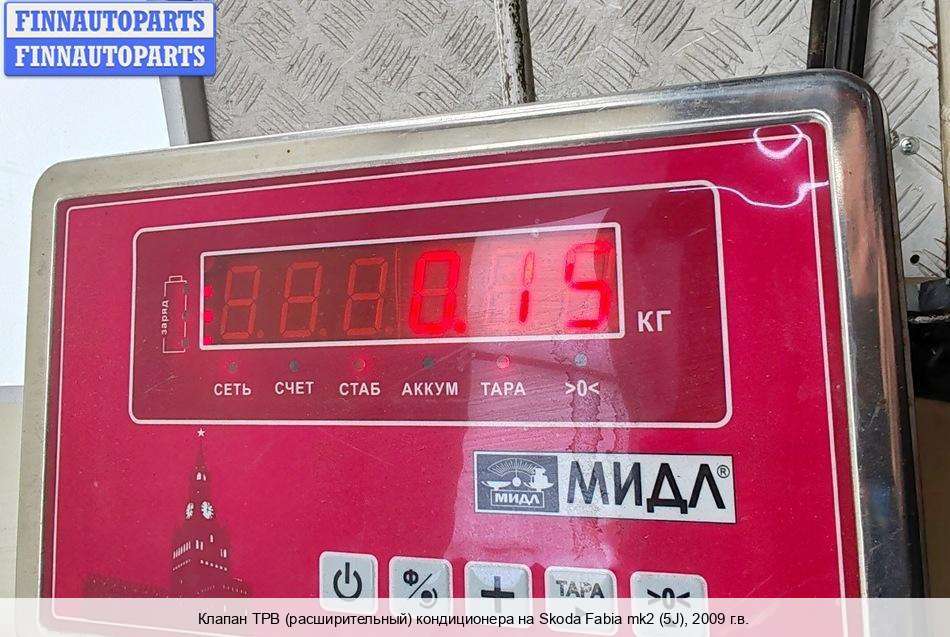 FINNAUTOPARTS
FINNAUTOPARTS
заряд
0.15
КГ
СЕТЬ СЧЕТ СТАБ АККУМ ТАРА >0<
МИДЛ МИДЛ®
Ф
+ ТАРА >0<
Клапан ТРВ (расширительный) кондиционера на Skoda Fabia mk2 (5J), 2009 г.в.